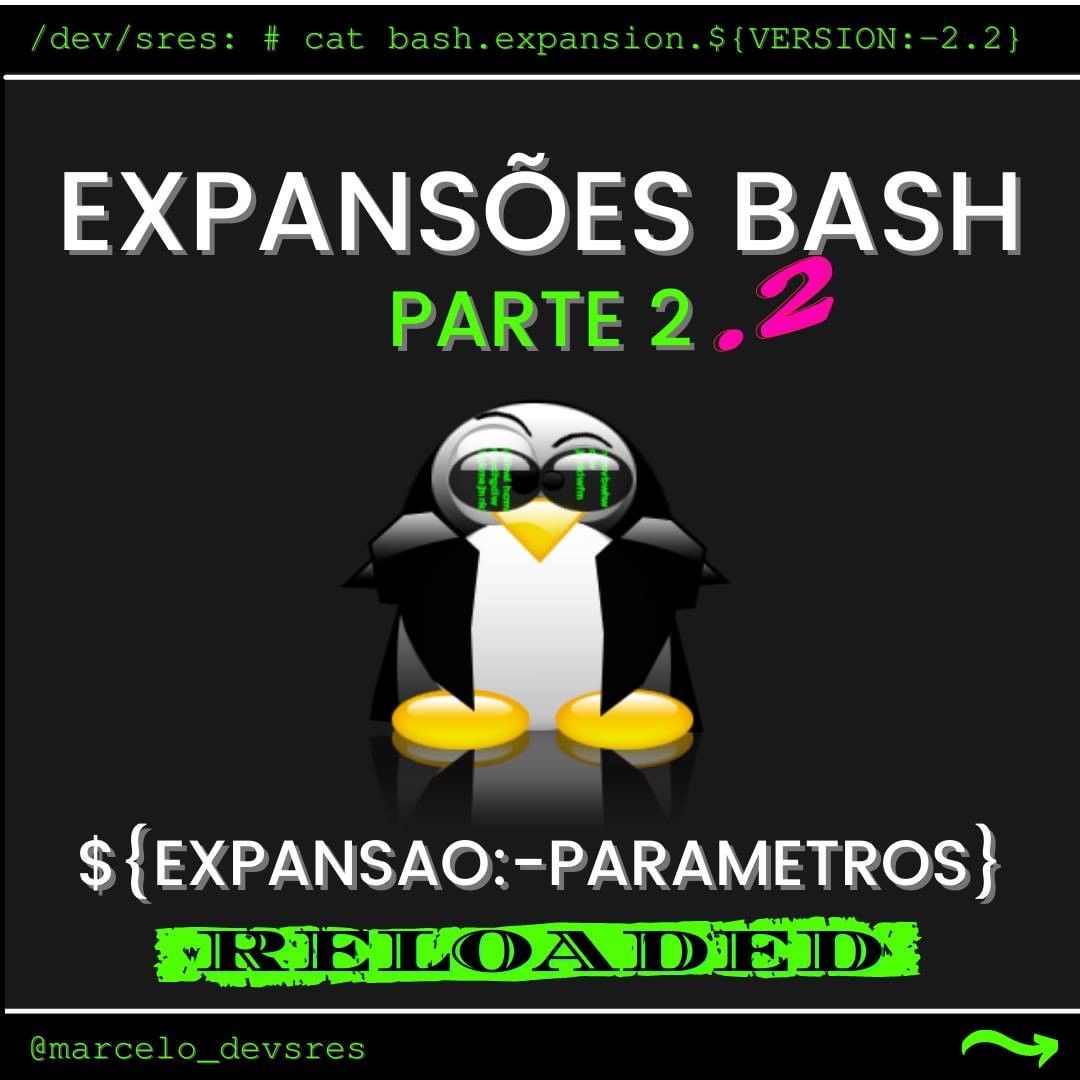 /dev/sres: # cat bash.expansion.${VERSION:-2.2}
EXPANSÕES BASH
PARTE 2.2
${EXPANSAO:-PARAMETROS}
RELOADED
@marcelo_devsres